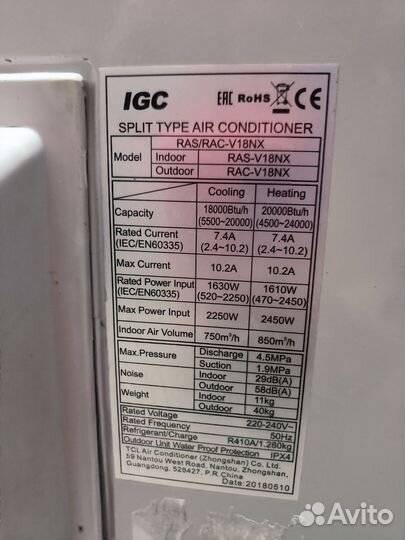 IGC EAC RoHS CE
SPLIT TYPE AIR CONDITIONER
Model RAS/RAC-V18NX
Indoor RAS-V18NX
Outdoor RAC-V18NX
Cooling Heating
Capacity 18000Btu/h (5500~20000) 20000Btu/h (4500~24000)
Rated Current (IEC/EN60335) 7.4A (2.4~10.2) 7.4A (2.4~10.2)
Max Current 10.2A 10.2A
Rated Power Input (IEC/EN60335) 1630W (520~2250) 1610W (470~2450)
Max Power Input 2250W 2450W
Indoor Air Volume 750m³/h 850m³/h
Max.Pressure Discharge 4.5MPa
Suction 1.9MPa
Noise Indoor 29dB(A)
Outdoor 58dB(A)
Weight Indoor 11kg
Outdoor 40kg
Rated Voltage 220-240V~
Rated Frequency 50Hz
Refrigerant/Charge R410A/1.280kg
Outdoor Unit Water Proof Protection IPX4
TCL Air Conditioner (Zhongshan) Co. Ltd.
59 Nantou West Road, Nantou, Zhongshan,
Guangdong, 528427, P.R.China
Date:20180510
Avito